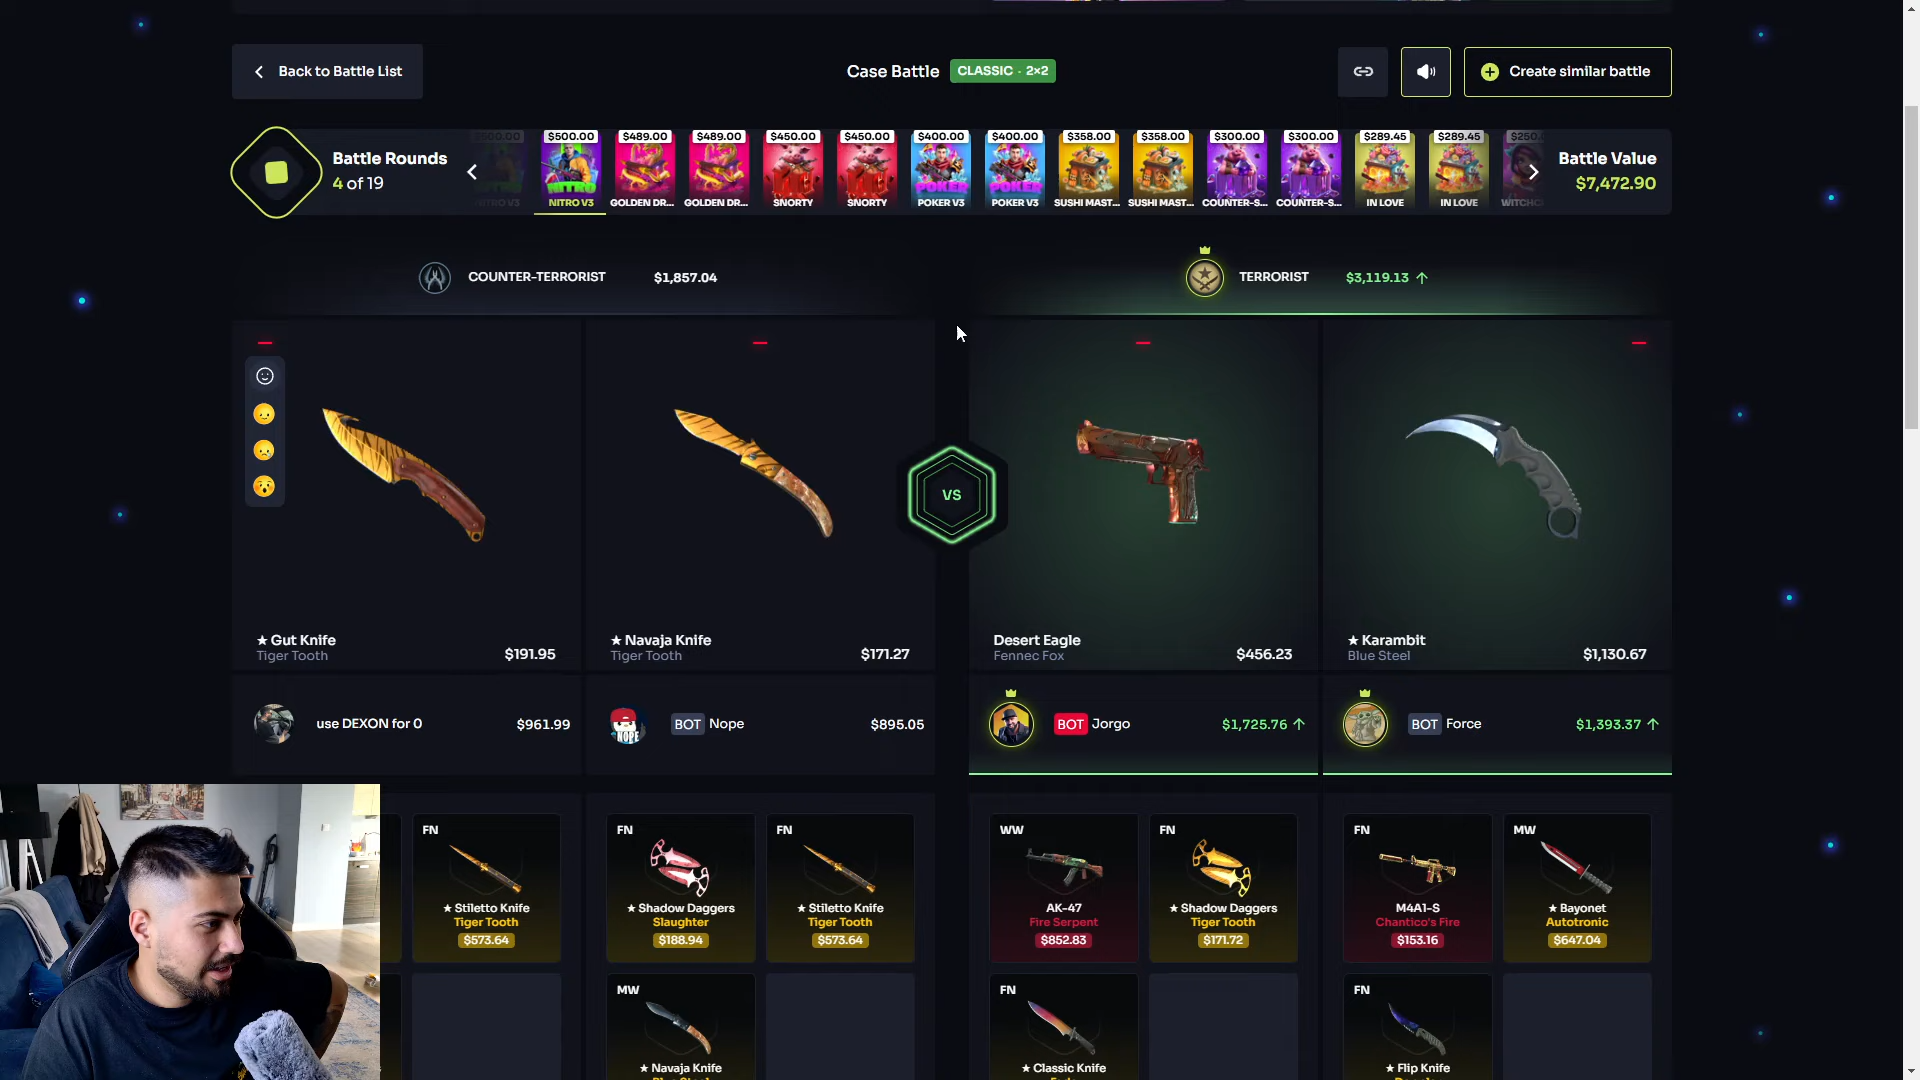 Back to Battle List
Case Battle CLASSIC · 2×2
Create similar battle
Battle Rounds
4 of 19
$500.00 $489.00 $489.00 $450.00 $450.00 $400.00 $400.00 $358.00 $358.00 $300.00 $300.00 $289.45 $289.45
NITRO V3 NITRO V3 GOLDEN DR... GOLDEN DR... SNORTY SNORTY POKER V3 POKER V3 SUSHI MAST... SUSHI MAST... COUNTER-S... COUNTER-S... IN LOVE IN LOVE
Battle Value
$7,472.90
COUNTER-TERRORIST $1,857.04
TERRORIST $3,119.13
VS
★ Gut Knife
Tiger Tooth
$191.95
★ Navaja Knife
Tiger Tooth
$171.27
Desert Eagle
Fennec Fox
$456.23
★ Karambit
Blue Steel
$1,130.67
use DEXON for 0 $961.99
NOPE
BOT Nope $895.05
BOT Jorgo $1,725.76
BOT Force $1,393.37
FN
★ Stiletto Knife
Tiger Tooth
$573.64
FN
★ Shadow Daggers
Slaughter
$188.94
FN
★ Stiletto Knife
Tiger Tooth
$573.64
WW
AK-47
Fire Serpent
$852.83
FN
★ Shadow Daggers
Tiger Tooth
$171.72
FN
M4A1-S
Chantico's Fire
$153.16
MW
★ Bayonet
Autotronic
$647.04
MW
★ Navaja Knife
FN
★ Classic Knife
FN
★ Flip Knife